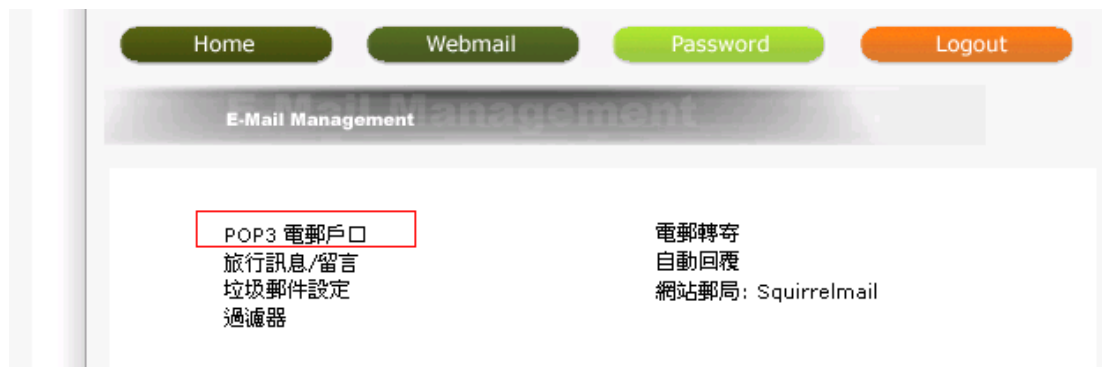 Home
Webmail
Password
Logout
E-Mail Management
E-Mail Management
POP3 電郵戶口
旅行訊息/留言
垃圾郵件設定
過濾器
電郵轉寄
自動回覆
網站郵局: Squirrelmail